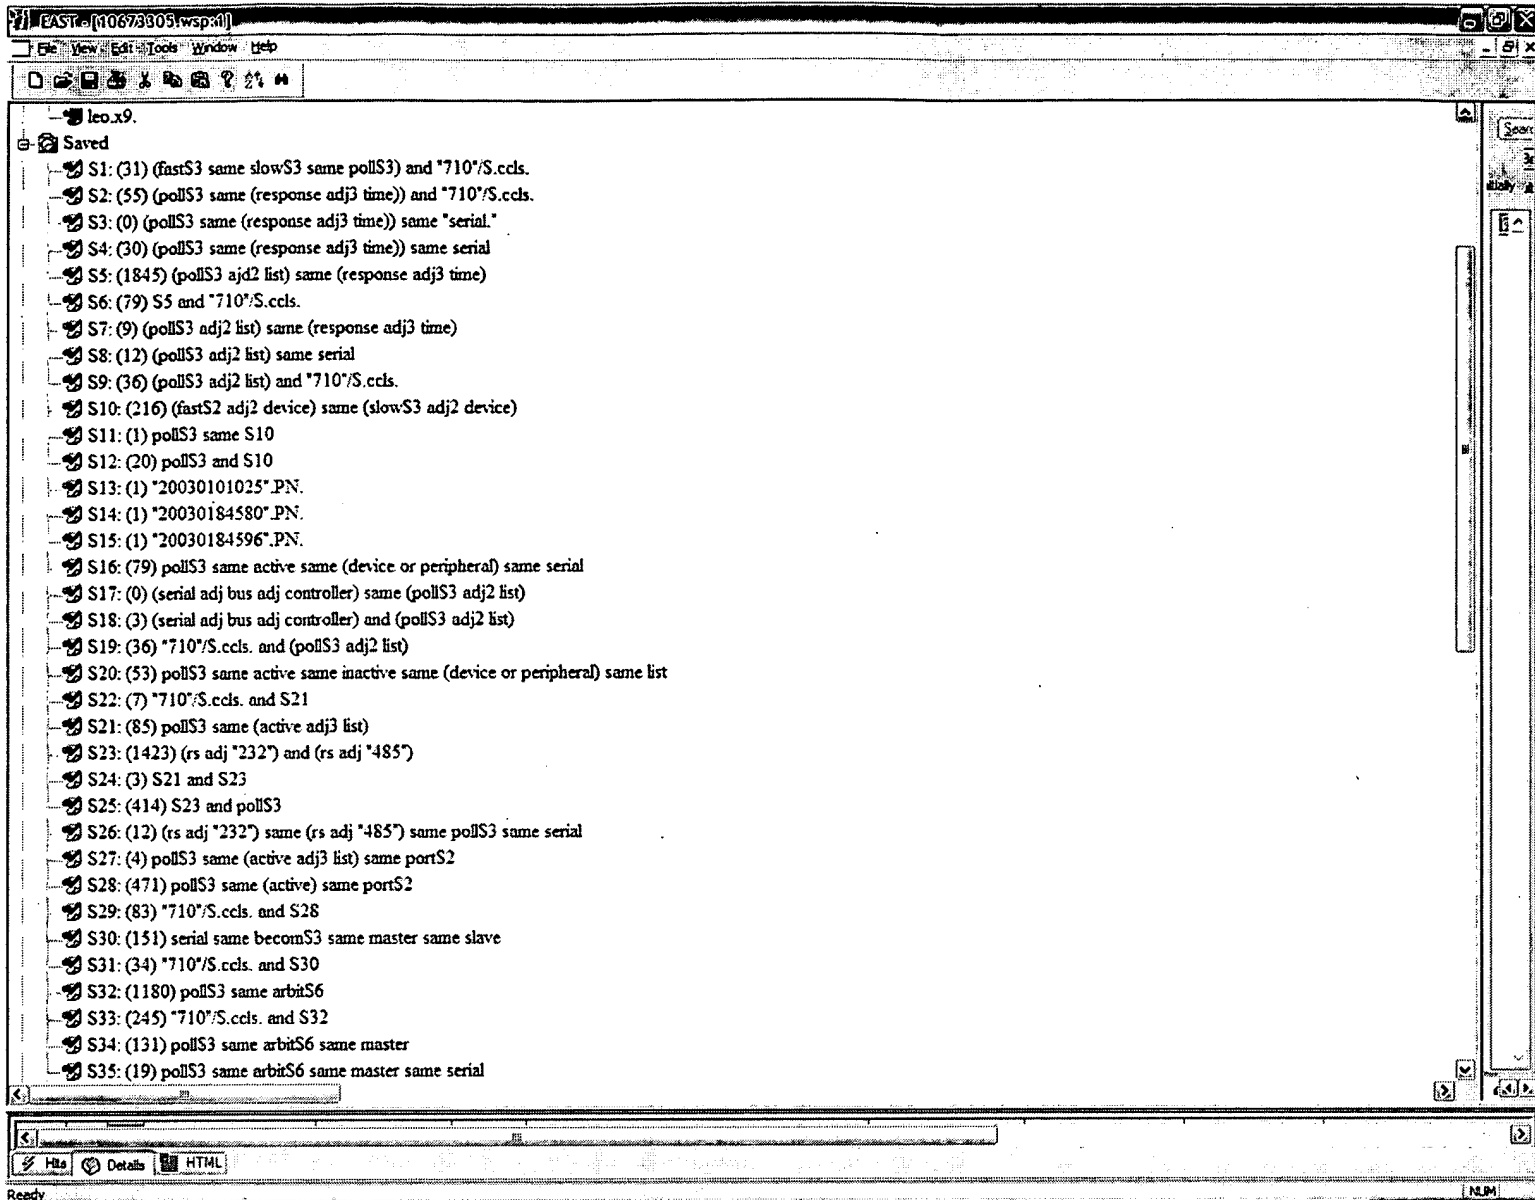 EAST - [10673305.wsp:1]
File View Edit Tools Window Help
leo.x9.
Saved
S1: (31) (fastS3 same slowS3 same pollS3) and "710"/S.ccls.
S2: (55) (pollS3 same (response adj3 time)) and "710"/S.ccls.
S3: (0) (pollS3 same (response adj3 time)) same "serial."
S4: (30) (pollS3 same (response adj3 time)) same serial
S5: (1845) (pollS3 ajd2 list) same (response adj3 time)
S6: (79) S5 and "710"/S.ccls.
S7: (9) (pollS3 adj2 list) same (response adj3 time)
S8: (12) (pollS3 adj2 list) same serial
S9: (36) (pollS3 adj2 list) and "710"/S.ccls.
S10: (216) (fastS2 adj2 device) same (slowS3 adj2 device)
S11: (1) pollS3 same S10
S12: (20) pollS3 and S10
S13: (1) "20030101025".PN.
S14: (1) "20030184580".PN.
S15: (1) "20030184596".PN.
S16: (79) pollS3 same active same (device or peripheral) same serial
S17: (0) (serial adj bus adj controller) same (pollS3 adj2 list)
S18: (3) (serial adj bus adj controller) and (pollS3 adj2 list)
S19: (36) "710"/S.ccls. and (pollS3 adj2 list)
S20: (53) pollS3 same active same inactive same (device or peripheral) same list
S22: (7) "710"/S.ccls. and S21
S21: (85) pollS3 same (active adj3 list)
S23: (1423) (rs adj "232") and (rs adj "485")
S24: (3) S21 and S23
S25: (414) S23 and pollS3
S26: (12) (rs adj "232") same (rs adj "485") same pollS3 same serial
S27: (4) pollS3 same (active adj3 list) same portS2
S28: (471) pollS3 same (active) same portS2
S29: (83) "710"/S.ccls. and S28
S30: (151) serial same becomS3 same master same slave
S31: (34) "710"/S.ccls. and S30
S32: (1180) pollS3 same arbitS6
S33: (245) "710"/S.ccls. and S32
S34: (131) pollS3 same arbitS6 same master
S35: (19) pollS3 same arbitS6 same master same serial
Hits Details HTML
Ready NUM